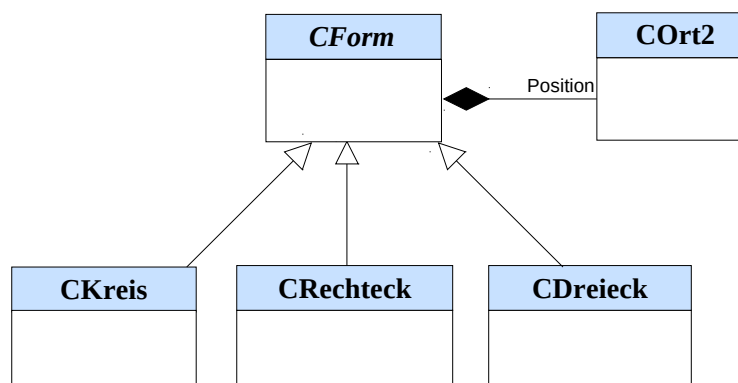 CForm
COrt2
Position
CKreis
CRechteck
CDreieck